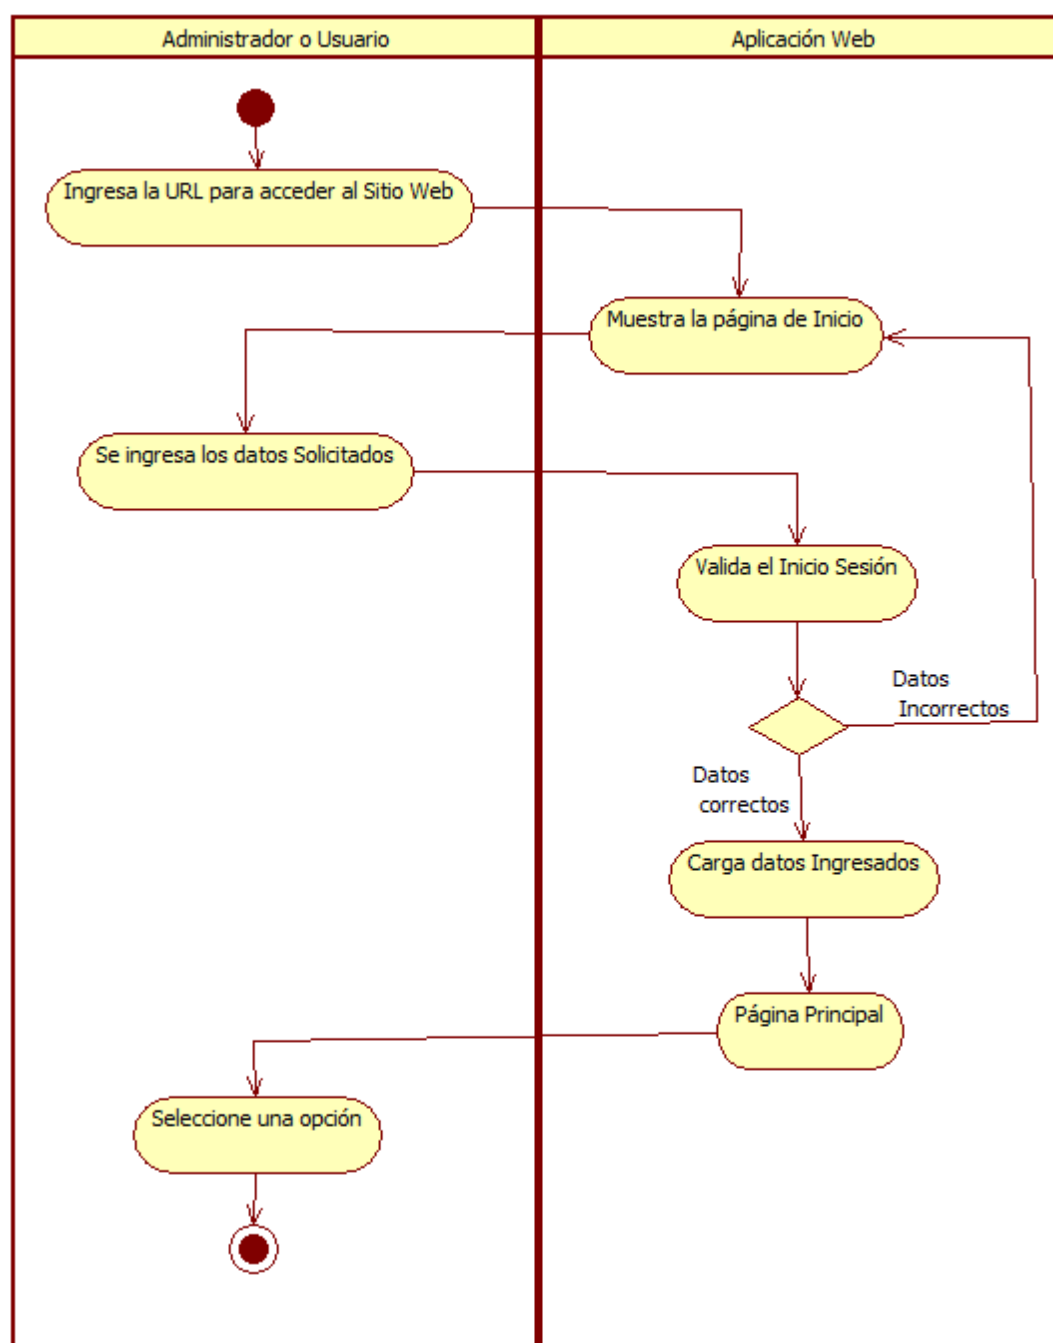 Administrador o Usuario
Aplicación Web
Ingresa la URL para acceder al Sitio Web
Muestra la página de Inicio
Se ingresa los datos Solicitados
Valida el Inicio Sesión
Datos
Incorrectos
Datos
correctos
Carga datos Ingresados
Página Principal
Seleccione una opción